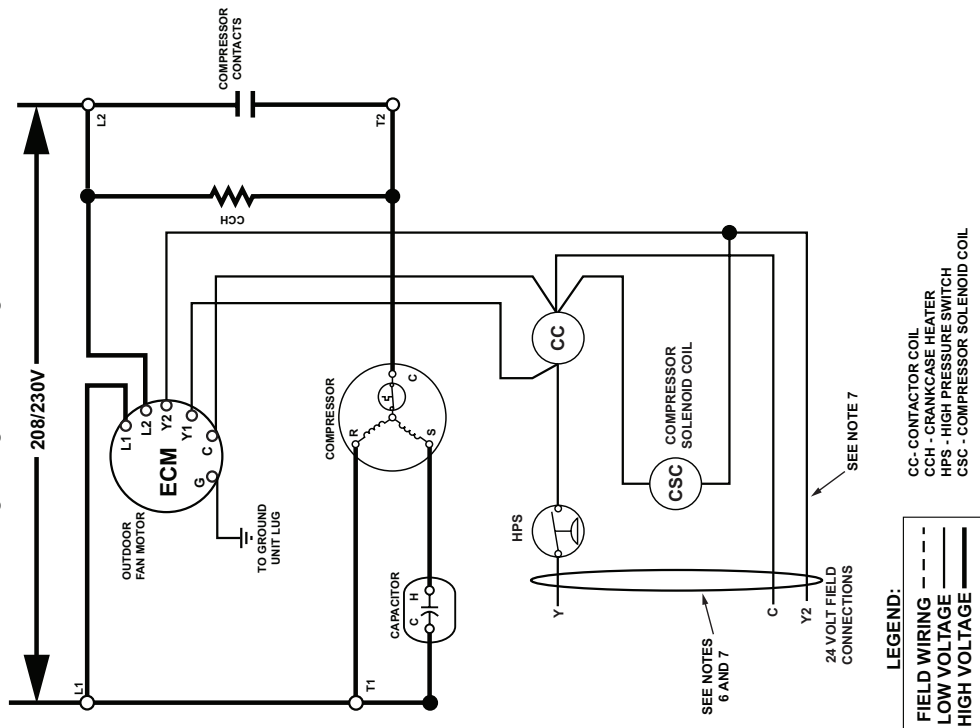 208/230V
COMPRESSOR
CONTACTS
L2
T2
CCH
L1
L1
L2
Y2
Y1
C
G
ECM
OUTDOOR
FAN MOTOR
TO GROUND
UNIT LUG
COMPRESSOR
R
S
C
CAPACITOR
C
H
T1
CC
COMPRESSOR
SOLENOID COIL
CSC
HPS
Y
C
Y2
24 VOLT FIELD
CONNECTIONS
SEE NOTES
6 AND 7
SEE NOTE 7
LEGEND:
FIELD WIRING
LOW VOLTAGE
HIGH VOLTAGE
CC- CONTACTOR COIL
CCH - CRANKCASE HEATER
HPS - HIGH PRESSURE SWITCH
CSC - COMPRESSOR SOLENOID COIL